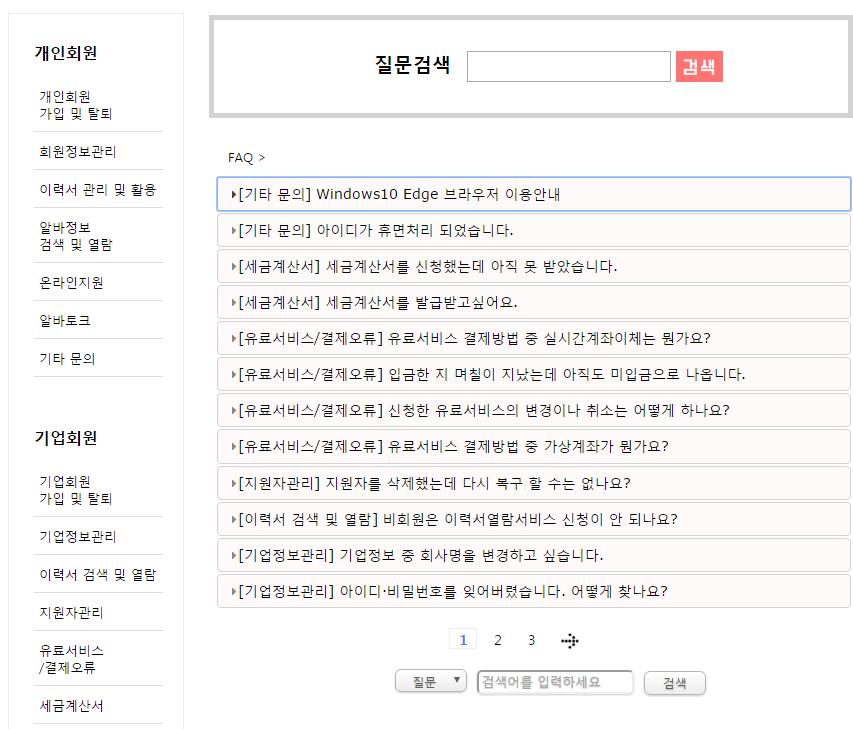 개인회원
개인회원
가입 및 탈퇴
회원정보관리
이력서 관리 및 활용
알바정보
검색 및 열람
온라인지원
알바토크
기타 문의
기업회원
기업회원
가입 및 탈퇴
기업정보관리
이력서 검색 및 열람
지원자관리
유료서비스
/결제오류
세금계산서
질문검색 검색
FAQ >
[기타 문의] Windows10 Edge 브라우저 이용안내
[기타 문의] 아이디가 휴면처리 되었습니다.
[세금계산서] 세금계산서를 신청했는데 아직 못 받았습니다.
[세금계산서] 세금계산서를 발급받고싶어요.
[유료서비스/결제오류] 유료서비스 결제방법 중 실시간계좌이체는 뭔가요?
[유료서비스/결제오류] 입금한 지 며칠이 지났는데 아직도 미입금으로 나옵니다.
[유료서비스/결제오류] 신청한 유료서비스의 변경이나 취소는 어떻게 하나요?
[유료서비스/결제오류] 유료서비스 결제방법 중 가상계좌가 뭔가요?
[지원자관리] 지원자를 삭제했는데 다시 복구 할 수는 없나요?
[이력서 검색 및 열람] 비회원은 이력서열람서비스 신청이 안 되나요?
[기업정보관리] 기업정보 중 회사명을 변경하고 싶습니다.
[기업정보관리] 아이디·비밀번호를 잊어버렸습니다. 어떻게 찾나요?
1 2 3
질문 검색어를 입력하세요 검색